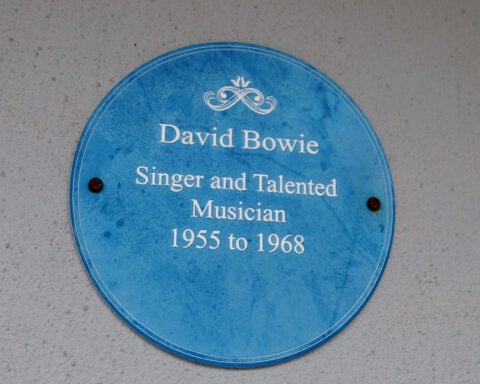 David Bowie
Singer and Talented
Musician
1955 to 1968